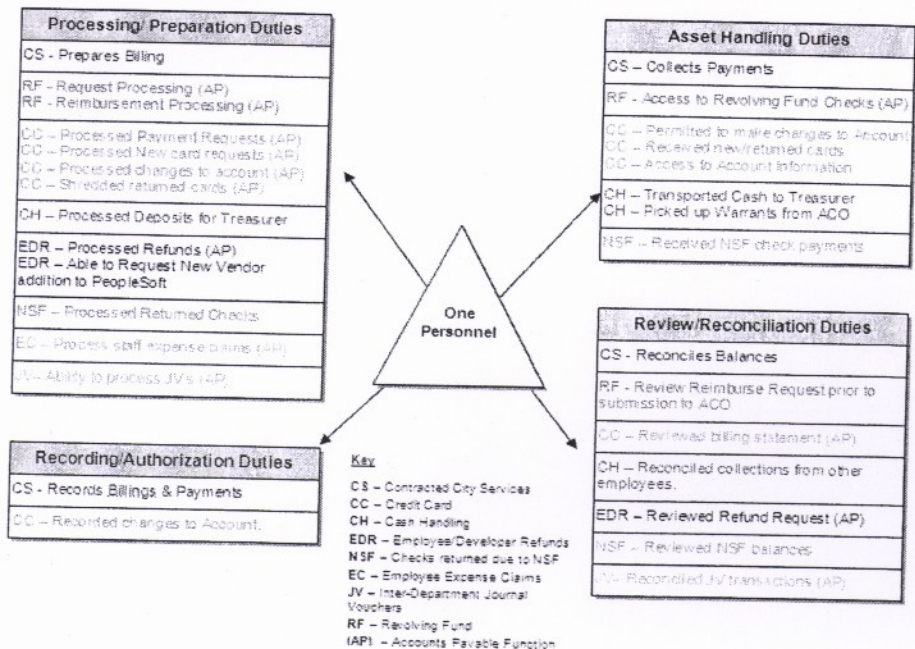 Processing/ Preparation Duties
CS - Prepares Billing
RF - Request Processing (AP)
RF - Reimbursement Processing (AP)
CC – Processed Payment Requests (AP)
CC – Processed New card requests (AP)
CC – Processed changes to account (AP)
CC – Shredded returned cards (AP)
CH – Processed Deposits for Treasurer
EDR – Processed Refunds (AP)
EDR – Able to Request New Vendor
addition to PeopleSoft
NSF – Processed Returned Checks
EC – Process staff expense claims (AP)
JV– Ability to process JV's (AP)
Asset Handling Duties
CS – Collects Payments
RF - Access to Revolving Fund Checks (AP)
CC – Permitted to make changes to Account
CC – Received new/returned cards
CC – Access to Account Information
CH – Transported Cash to Treasurer
CH – Picked up Warrants from ACO
NSF – Received NSF check payments
One
Personnel
Recording/Authorization Duties
CS - Records Billings & Payments
CC – Recorded changes to Account.
Key
CS – Contracted City Services
CC – Credit Card
CH – Cash Handling
EDR – Employee/Developer Refunds
NSF – Checks returned due to NSF
EC – Employee Expense Claims
JV – Inter-Department Journal
Vouchers
RF – Revolving Fund
(AP) – Accounts Payable Function
Review/Reconciliation Duties
CS - Reconciles Balances
RF - Review Reimburse Request prior to
submission to ACO
CC – Reviewed billing statement (AP)
CH – Reconciled collections from other
employees.
EDR – Reviewed Refund Request (AP)
NSF – Reviewed NSF balances
JV– Reconciled JV transactions (AP)